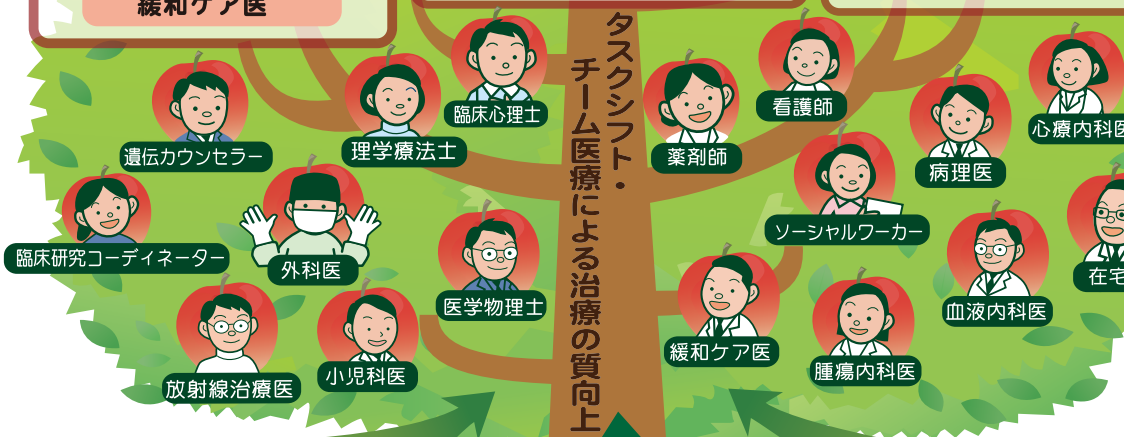 緩和ケア医
タスクシフト・
チーム医療による治療の質向上
臨床心理士
看護師
心療内科医
遺伝カウンセラー
理学療法士
薬剤師
病理医
ソーシャルワーカー
臨床研究コーディネーター
外科医
在宅
医学物理士
血液内科医
緩和ケア医
腫瘍内科医
放射線治療医
小児科医